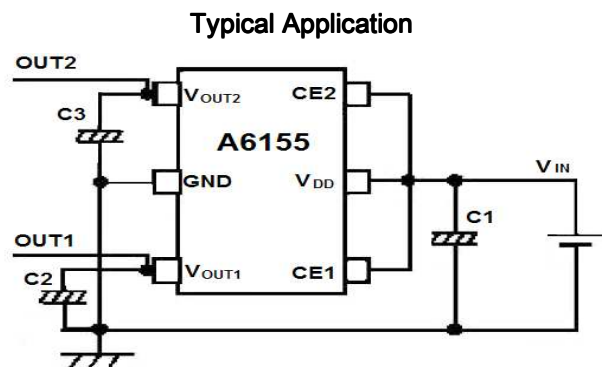 Typical Application
OUT2
C3
VOUT2
CE2
A6155
GND
VDD
VIN
C1
OUT1
C2
VOUT1
CE1